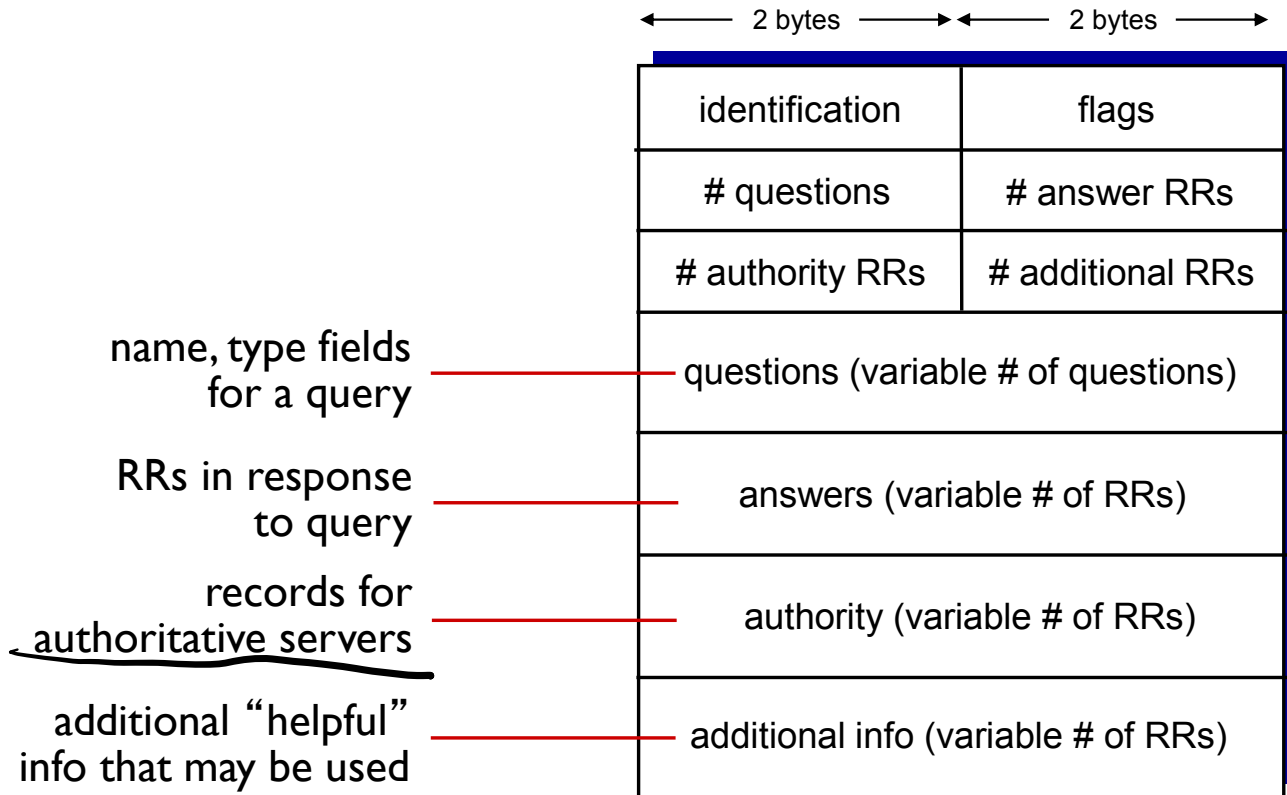 2 bytes 2 bytes
identification flags
# questions # answer RRs
# authority RRs # additional RRs
name, type fields
for a query
questions (variable # of questions)
RRs in response
to query
answers (variable # of RRs)
records for
authoritative servers
authority (variable # of RRs)
additional “helpful”
info that may be used
additional info (variable # of RRs)